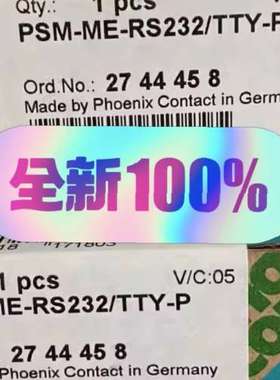 Qty.: 1 pcs
PSM-ME-RS232/TTY-P
Ord.No.: 27 44 45 8
Made by Phoenix Contact in Germ
全新100%
1 pcs V/C:05
ME-RS232/TTY-P
27 44 45 8
Phoenix Contact in Germany